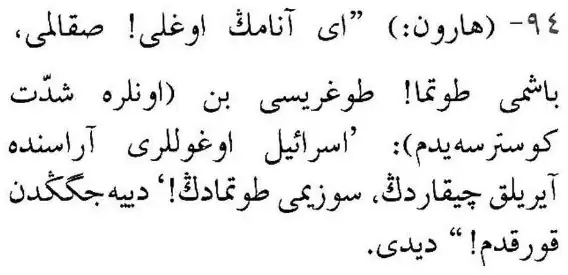 ٩٤- (هارون:) ”ای آنامڭ اوغلی! صقالمی،
باشمی طوتما! طوغریسی بن (اونلره شدّت
كوسترسه‌یدم): ’اسرائیل اوغوللری آراسنده
آیریلق چیقاردڭ، سوزیمی طوتمادڭ!‘ دییه‌جگڭدن
قورقدم!“ دیدی.